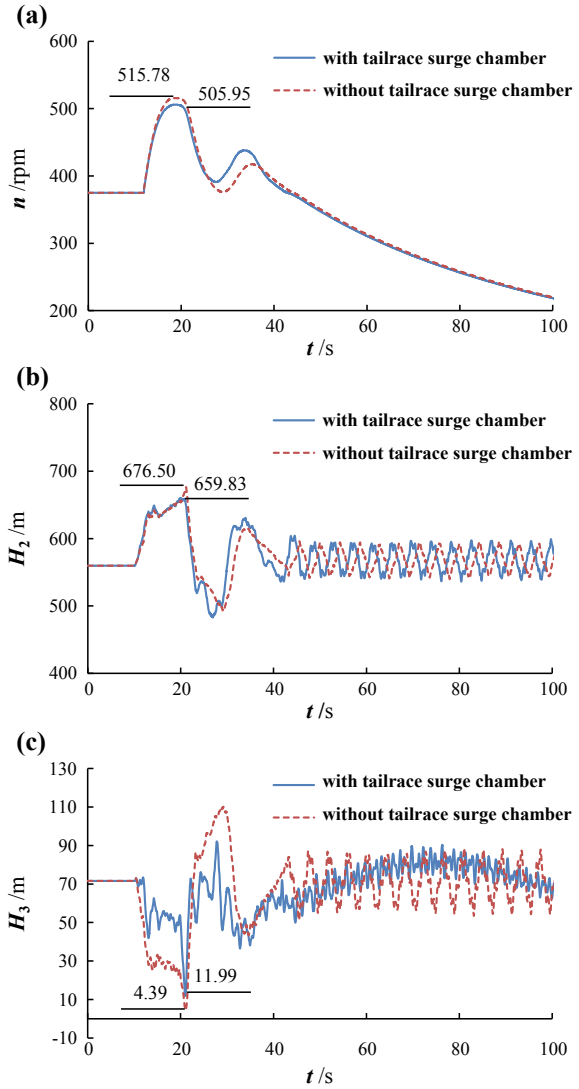 (a)
600
500
400
300
200
n /rpm
515.78
505.95
with tailrace surge chamber
without tailrace surge chamber
0 20 40 60 80 100
t /s
(b)
800
700
600
500
400
H2 /m
676.50
659.83
with tailrace surge chamber
without tailrace surge chamber
0 20 40 60 80 100
t /s
(c)
130
110
90
70
50
30
10
-10
H3 /m
4.39
11.99
with tailrace surge chamber
without tailrace surge chamber
0 20 40 60 80 100
t /s